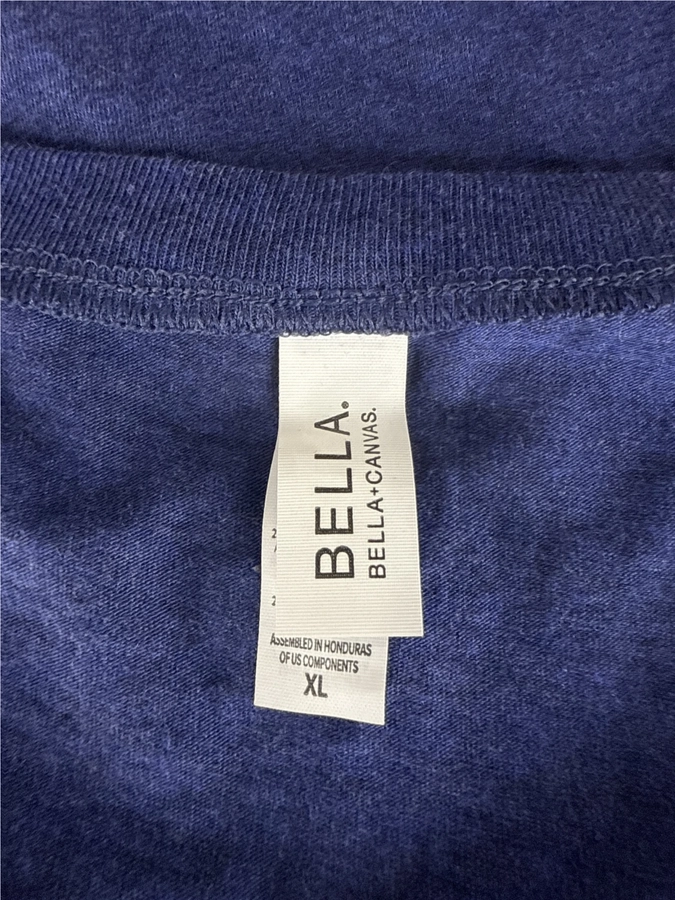 BELLA.
BELLA+CANVAS.
ASSEMBLED IN HONDURAS
OF US COMPONENTS
XL